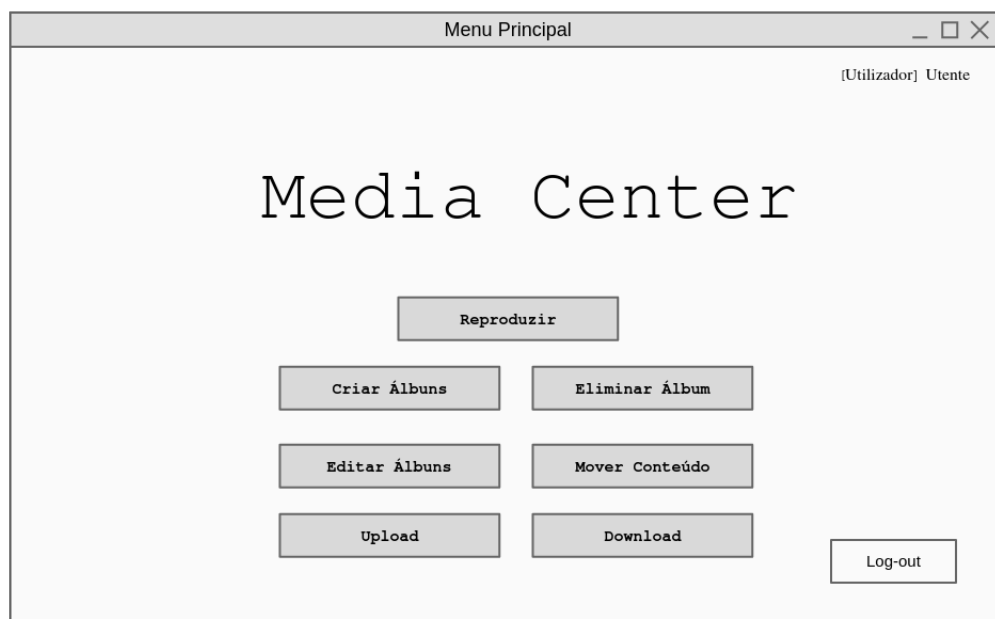 Menu Principal
[Utilizador] Utente
Media Center
Reproduzir
Criar Álbuns
Eliminar Álbum
Editar Álbuns
Mover Conteúdo
Upload
Download
Log-out